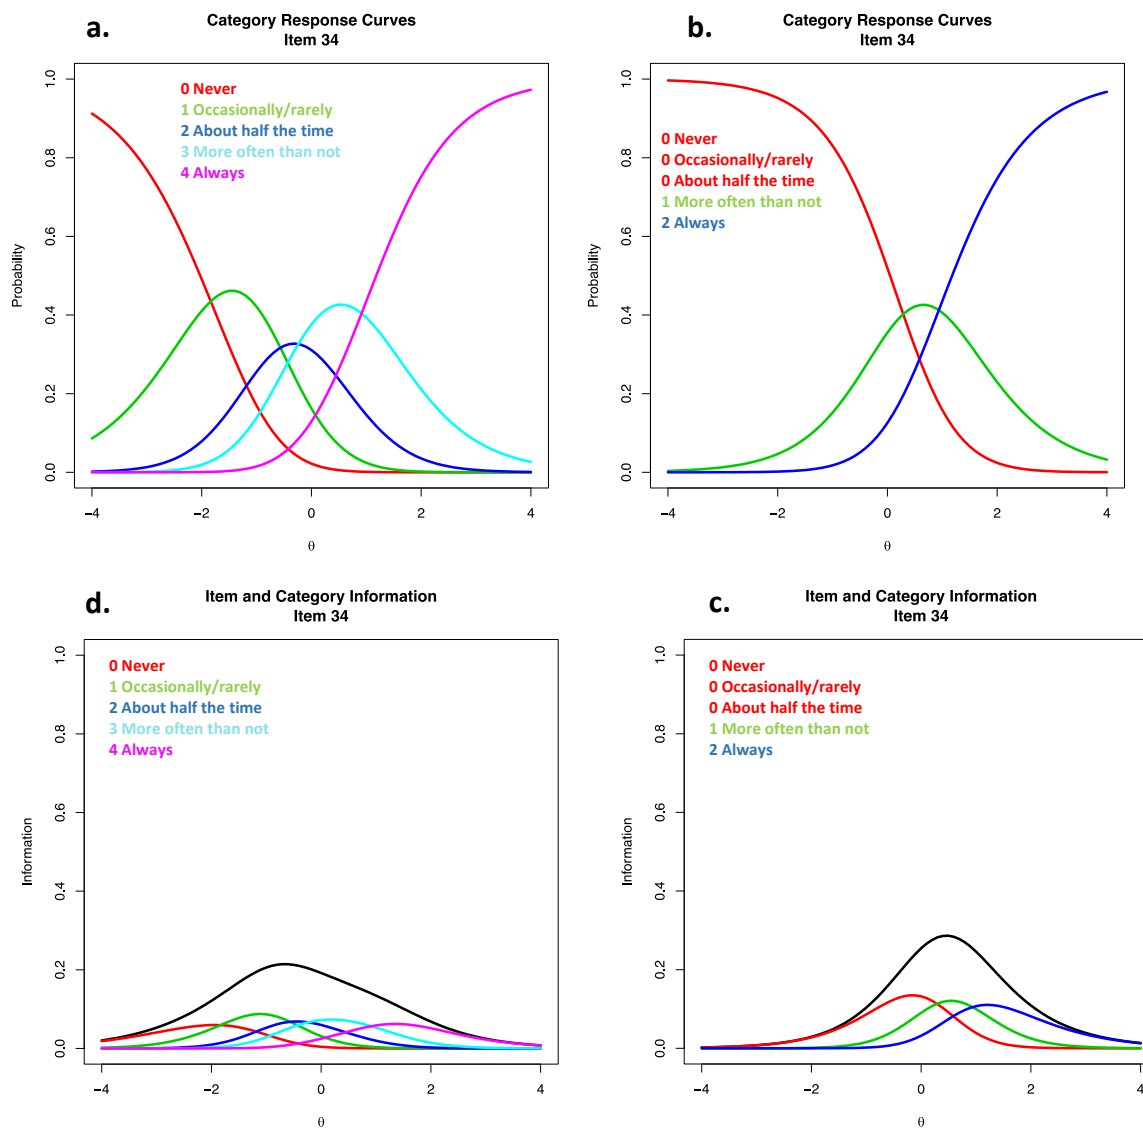 a.
Category Response Curves
Item 34
0 Never
1 Occasionally/rarely
2 About half the time
3 More often than not
4 Always
Probability
1.0
0.8
0.6
0.4
0.2
0.0
−4 −2 0 2 4
θ
b.
Category Response Curves
Item 34
0 Never
0 Occasionally/rarely
0 About half the time
1 More often than not
2 Always
Probability
1.0
0.8
0.6
0.4
0.2
0.0
−4 −2 0 2 4
θ
d.
Item and Category Information
Item 34
0 Never
1 Occasionally/rarely
2 About half the time
3 More often than not
4 Always
Information
1.0
0.8
0.6
0.4
0.2
0.0
−4 −2 0 2 4
θ
c.
Item and Category Information
Item 34
0 Never
0 Occasionally/rarely
0 About half the time
1 More often than not
2 Always
Information
1.0
0.8
0.6
0.4
0.2
0.0
−4 −2 0 2 4
θ